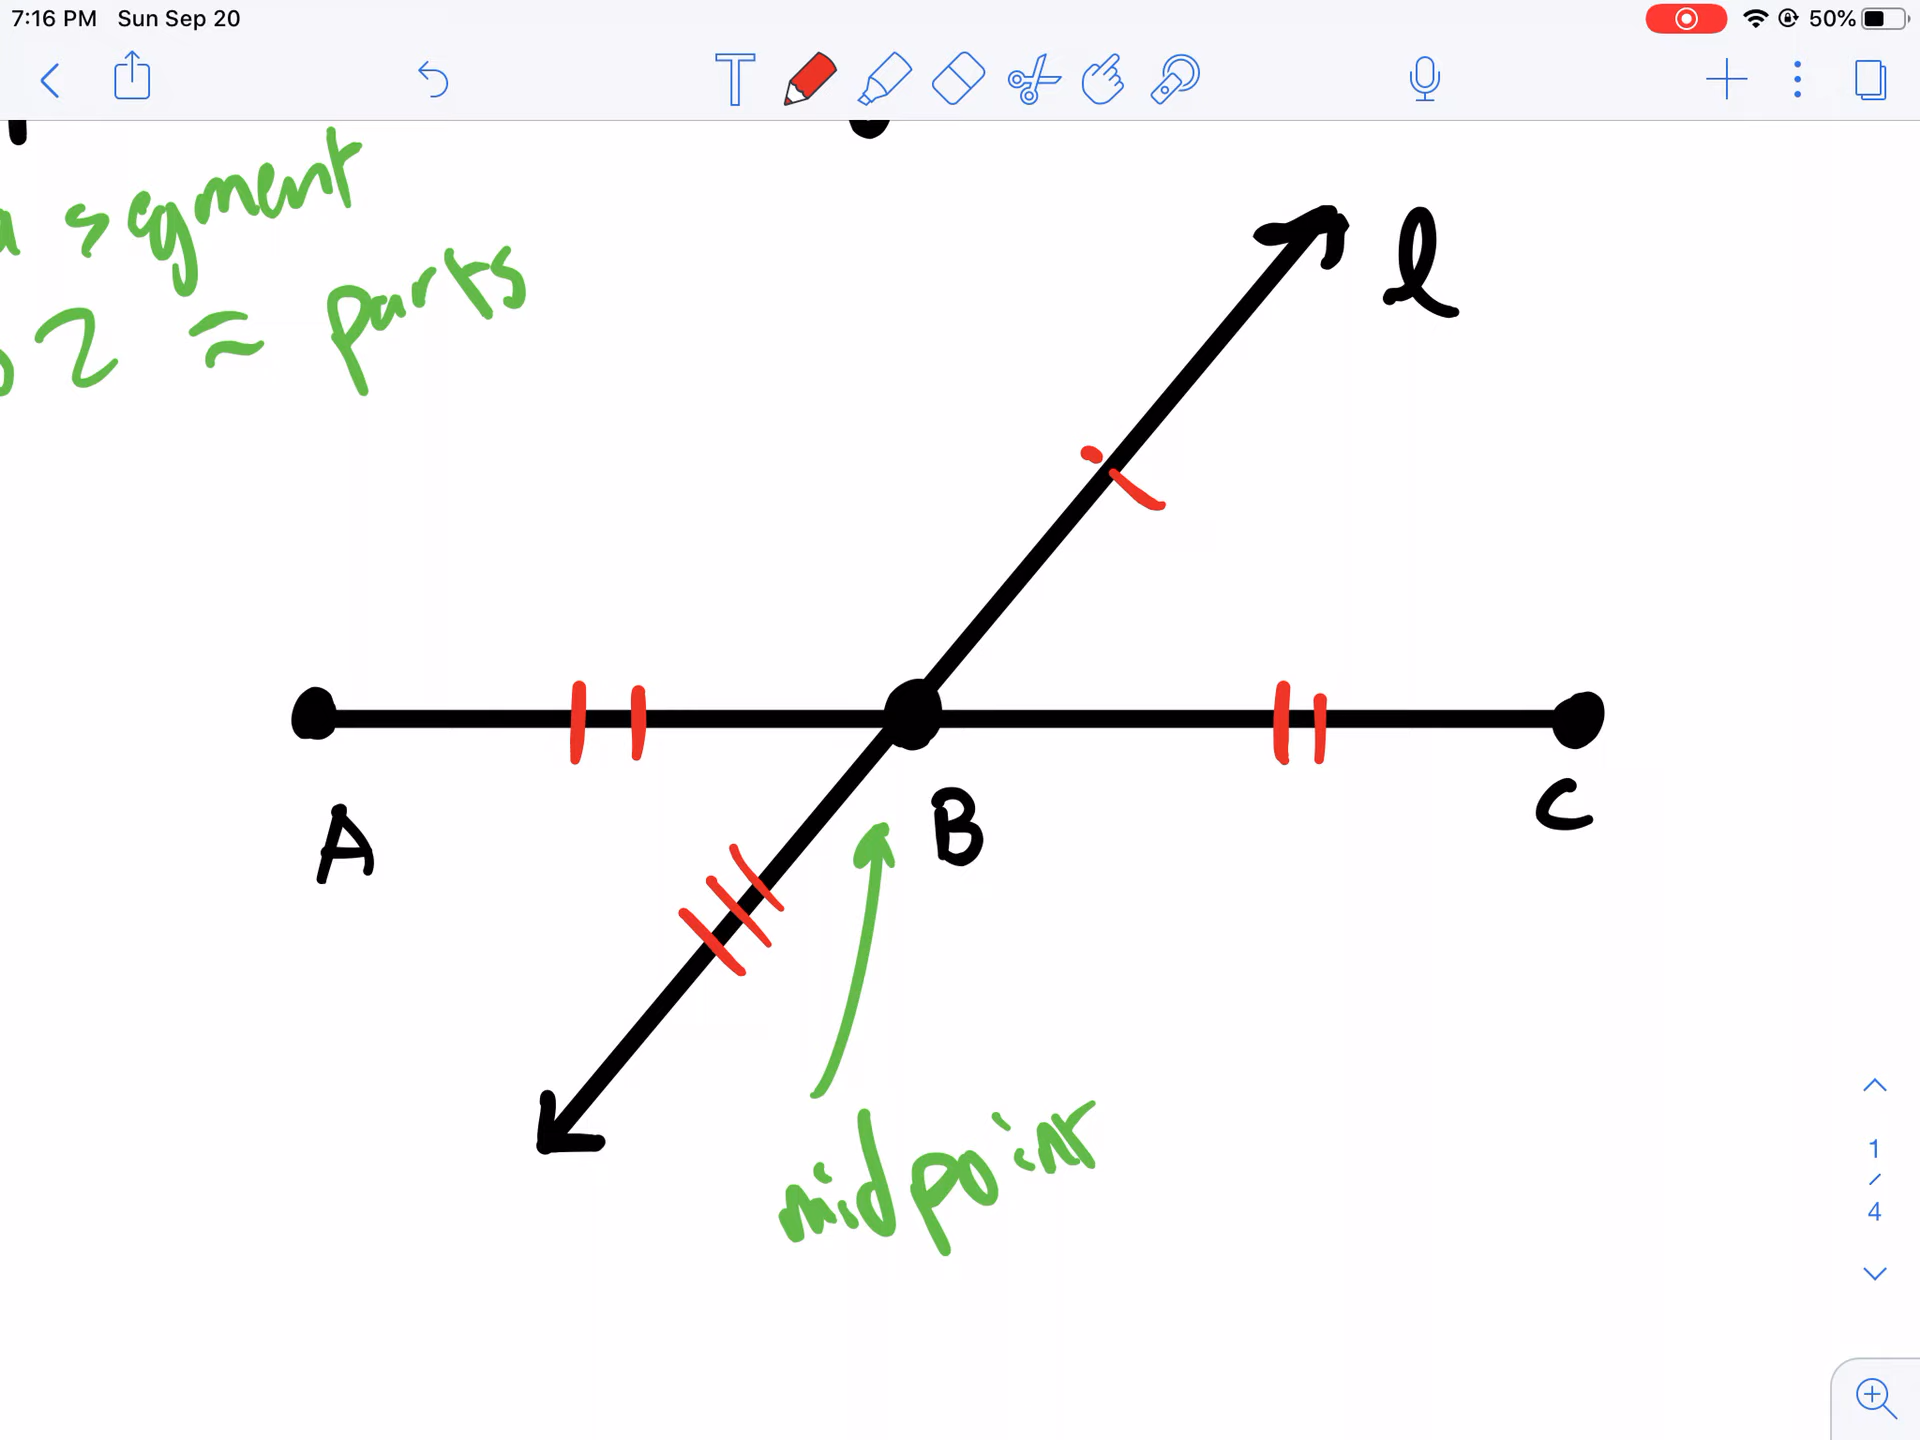 7:16 PM Sun Sep 20
50%
T
segment
2 ≈ parts
l
A
B
C
midpoint
1
/
4